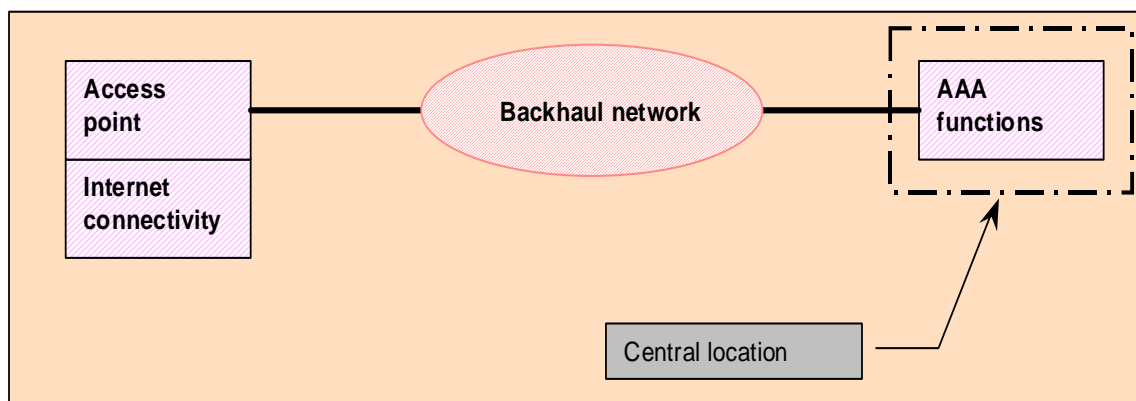 Access
point
Internet
connectivity
Backhaul network
AAA
functions
Central location